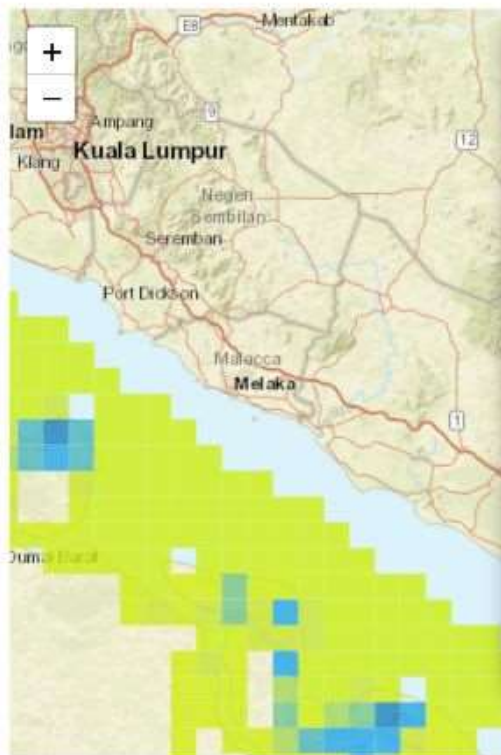 Mentakab
E8
+
−
Ampang
9
lam
12
Klang
Kuala Lumpur
Negeri
Sembilan
Seremban
Port Dickson
Malacca
Melaka
1
Dumai Barat